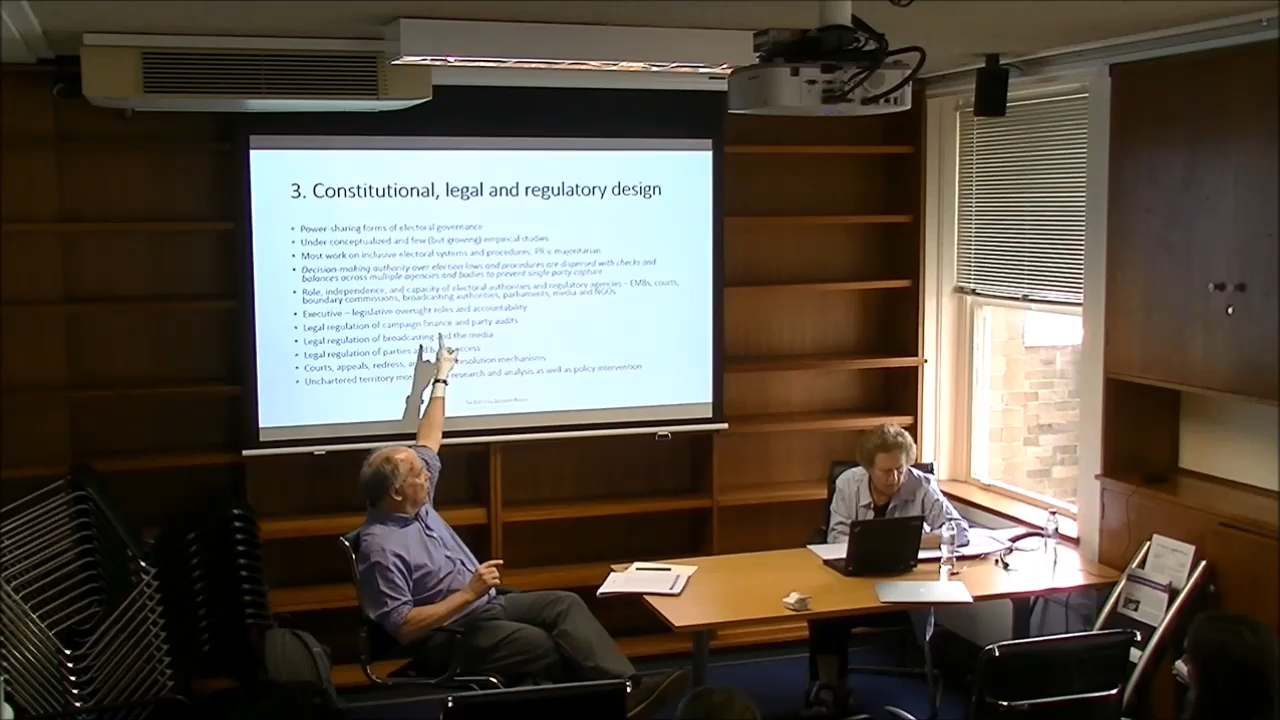 3. Constitutional, legal and regulatory design
• Power-sharing forms of electoral governance
• Under conceptualized and few (but growing) empirical studies
• Most work on inclusive electoral systems and procedures, PR v. majoritarian
• Decision-making authority over election laws and procedures are dispersed with checks and
balances across multiple agencies and bodies to prevent single party capture
• Role, independence, and capacity of electoral authorities and regulatory agencies – EMBs, courts,
boundary commissions, broadcasting authorities, parliaments, media and NGOs
• Executive – legislative oversight roles and accountability
• Legal regulation of campaign finance and party audits
• Legal regulation of broadcasting and the media
• Legal regulation of parties and access
• Courts, appeals, redress, resolution mechanisms
• Unchartered territory research and analysis as well as policy intervention